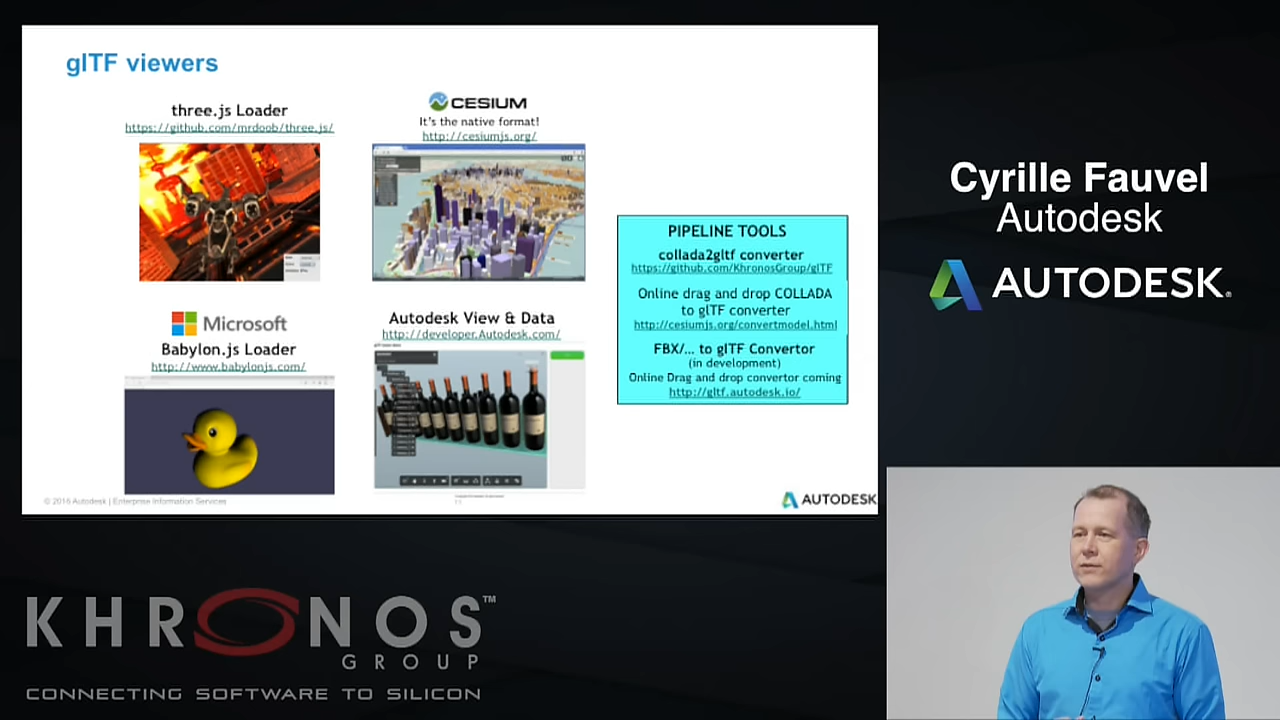 glTF viewers
three.js Loader
https://github.com/mrdoob/three.js/
CESIUM
It's the native format!
http://cesiumjs.org/
Microsoft
Babylon.js Loader
http://www.babylonjs.com/
Autodesk View & Data
http://developer.Autodesk.com/
PIPELINE TOOLS
collada2gltf converter
https://github.com/KhronosGroup/glTF
Online drag and drop COLLADA
to glTF converter
http://cesiumjs.org/convertmodel.html
FBX/... to glTF Convertor
(in development)
Online Drag and drop convertor coming
http://gltf.autodesk.io/
© 2016 Autodesk | Enterprise Information Services
AUTODESK
Cyrille Fauvel
Autodesk
AUTODESK®
KHRONOS™
GROUP
CONNECTING SOFTWARE TO SILICON